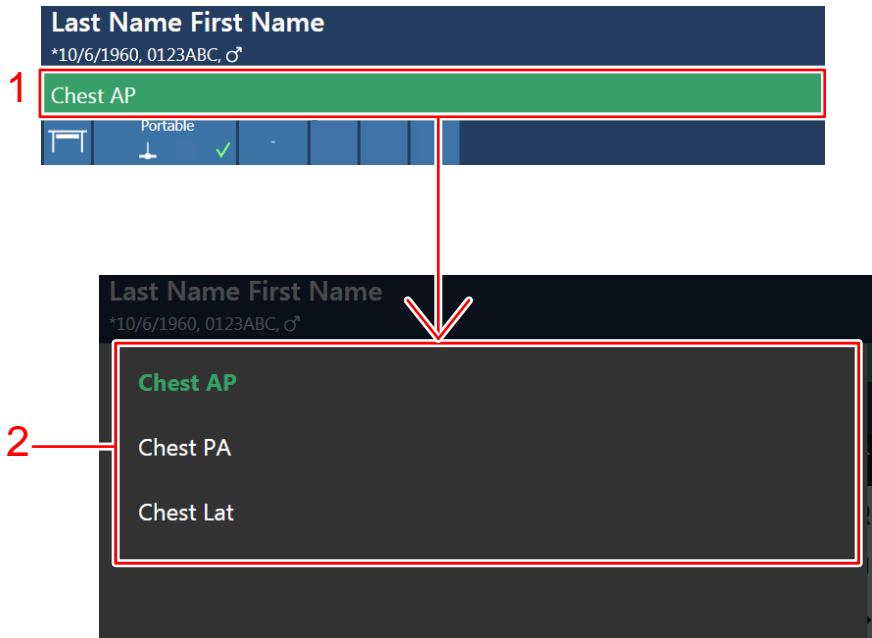 Last Name First Name
*10/6/1960, 0123ABC, ♂
1
Chest AP
Portable
-
Last Name First Name
*10/6/1960, 0123ABC, ♂
Chest AP
2
Chest PA
Chest Lat